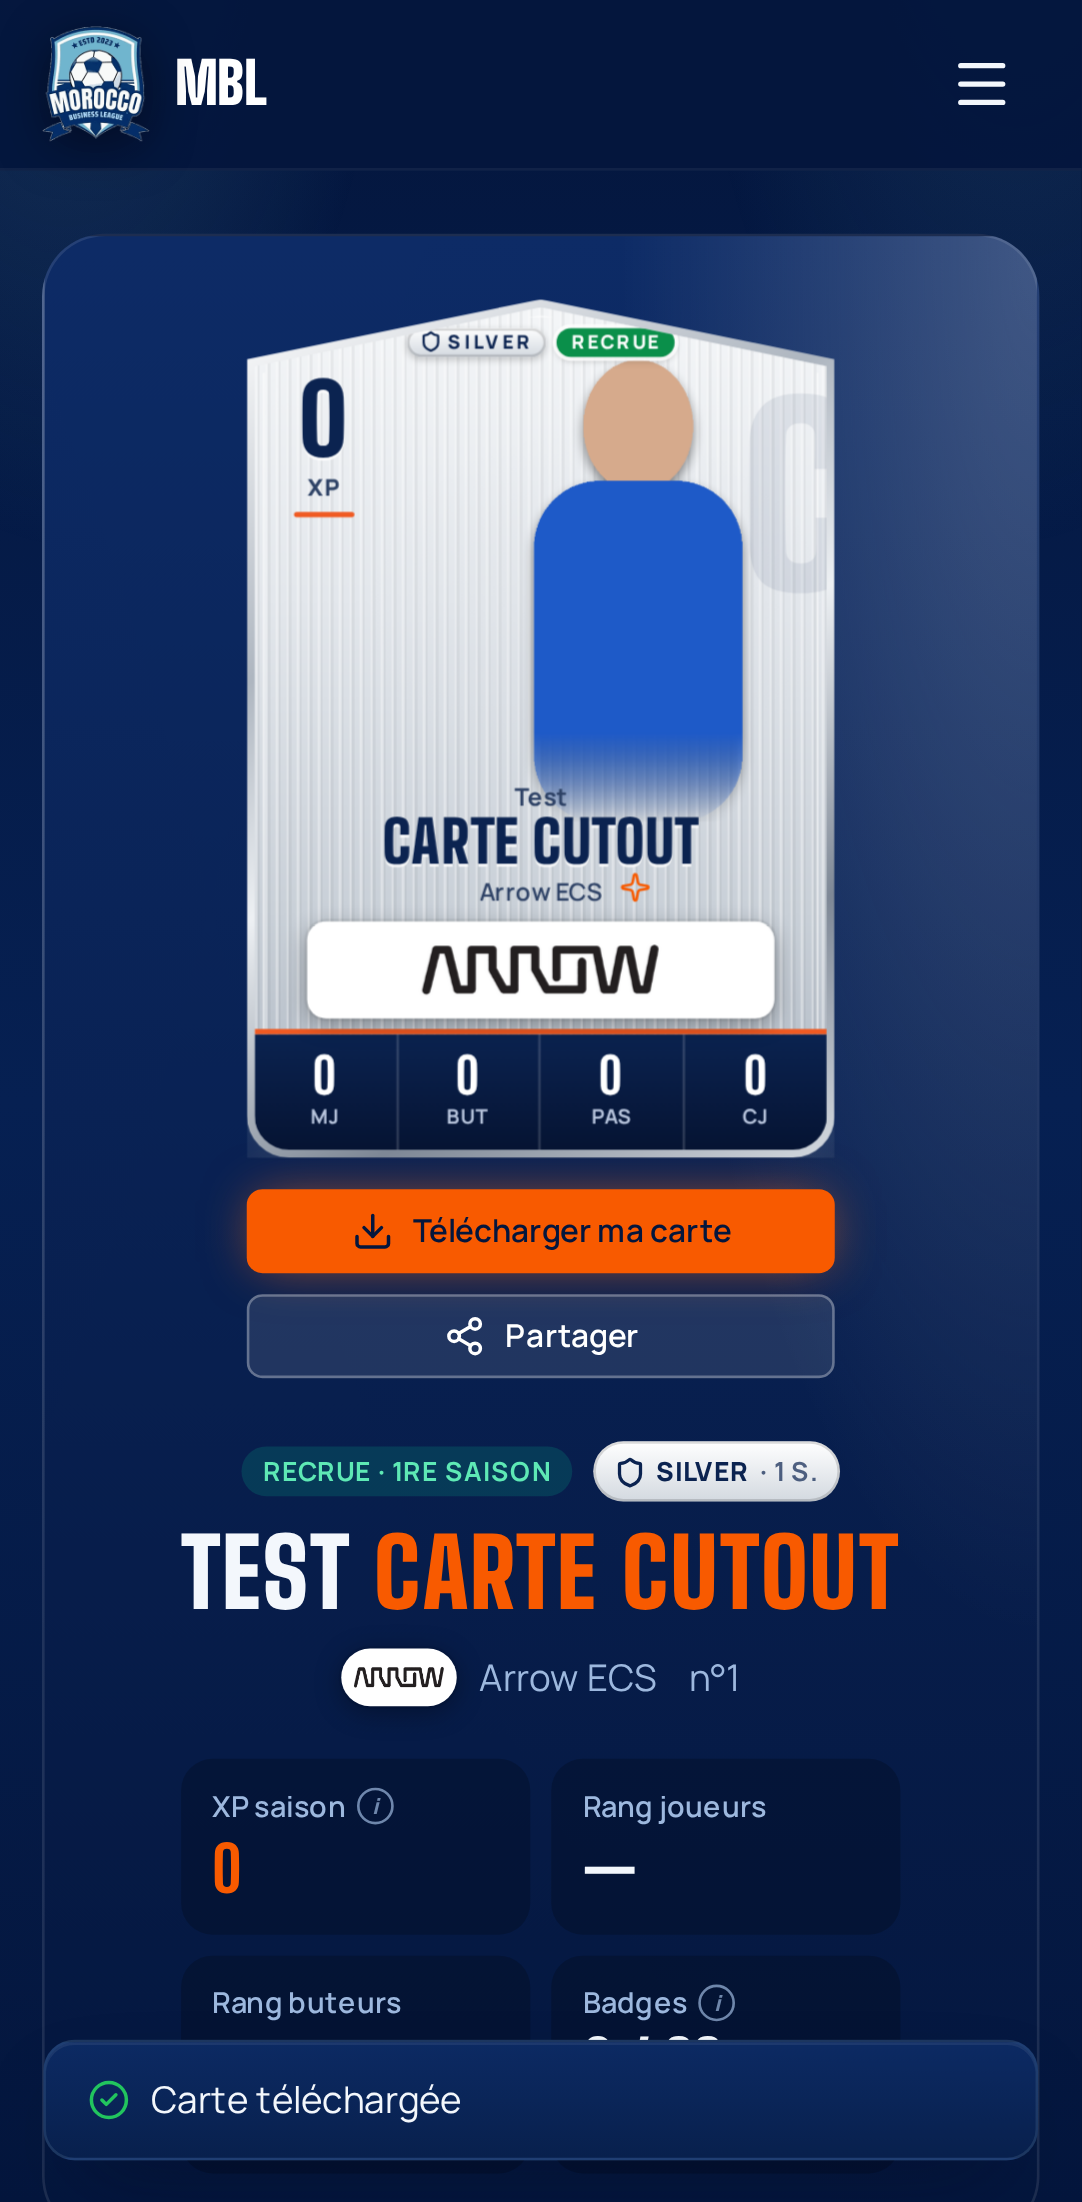 ESTD 2023
MOROCCO
BUSINESS LEAGUE
MBL
SILVER
RECRUE
0
XP
Test
CARTE CUTOUT
Arrow ECS
ARROW
0 0 0 0
MJ BUT PAS CJ
Télécharger ma carte
Partager
RECRUE · 1RE SAISON
SILVER · 1 S.
TEST CARTE CUTOUT
ARROW Arrow ECS n°1
XP saison i
0
Rang joueurs
—
Rang buteurs
Badges i
Carte téléchargée